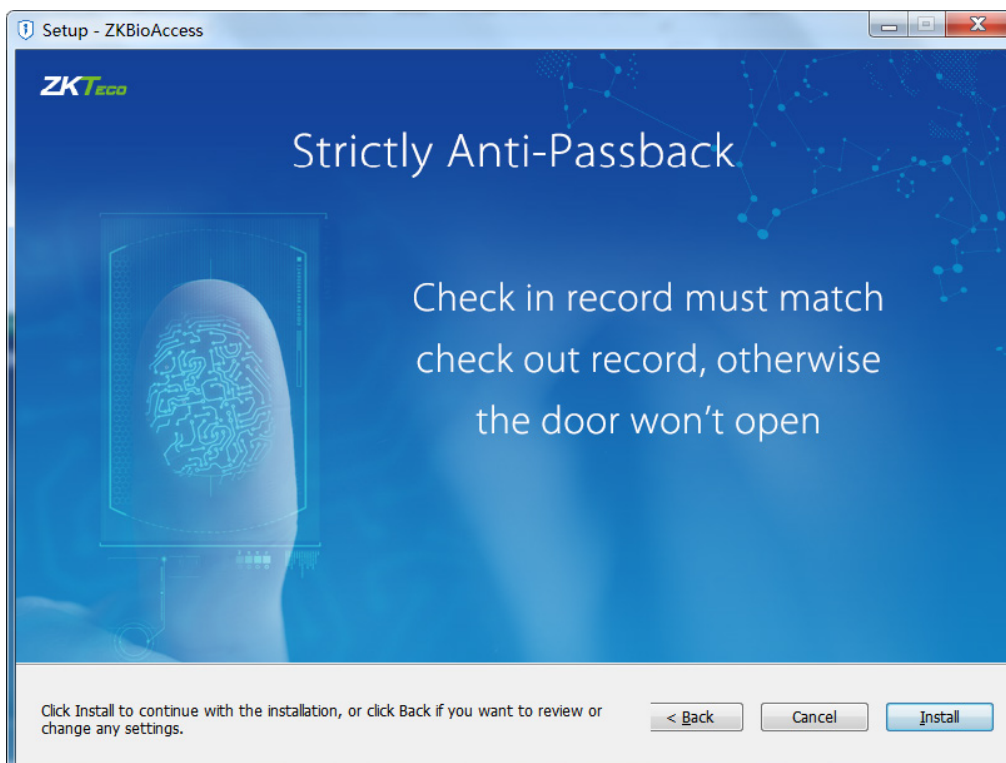 Setup - ZKBioAccess
ZKTeco
Strictly Anti-Passback
Check in record must match
check out record, otherwise
the door won't open
Click Install to continue with the installation, or click Back if you want to review or
change any settings.
< Back
Cancel
Install